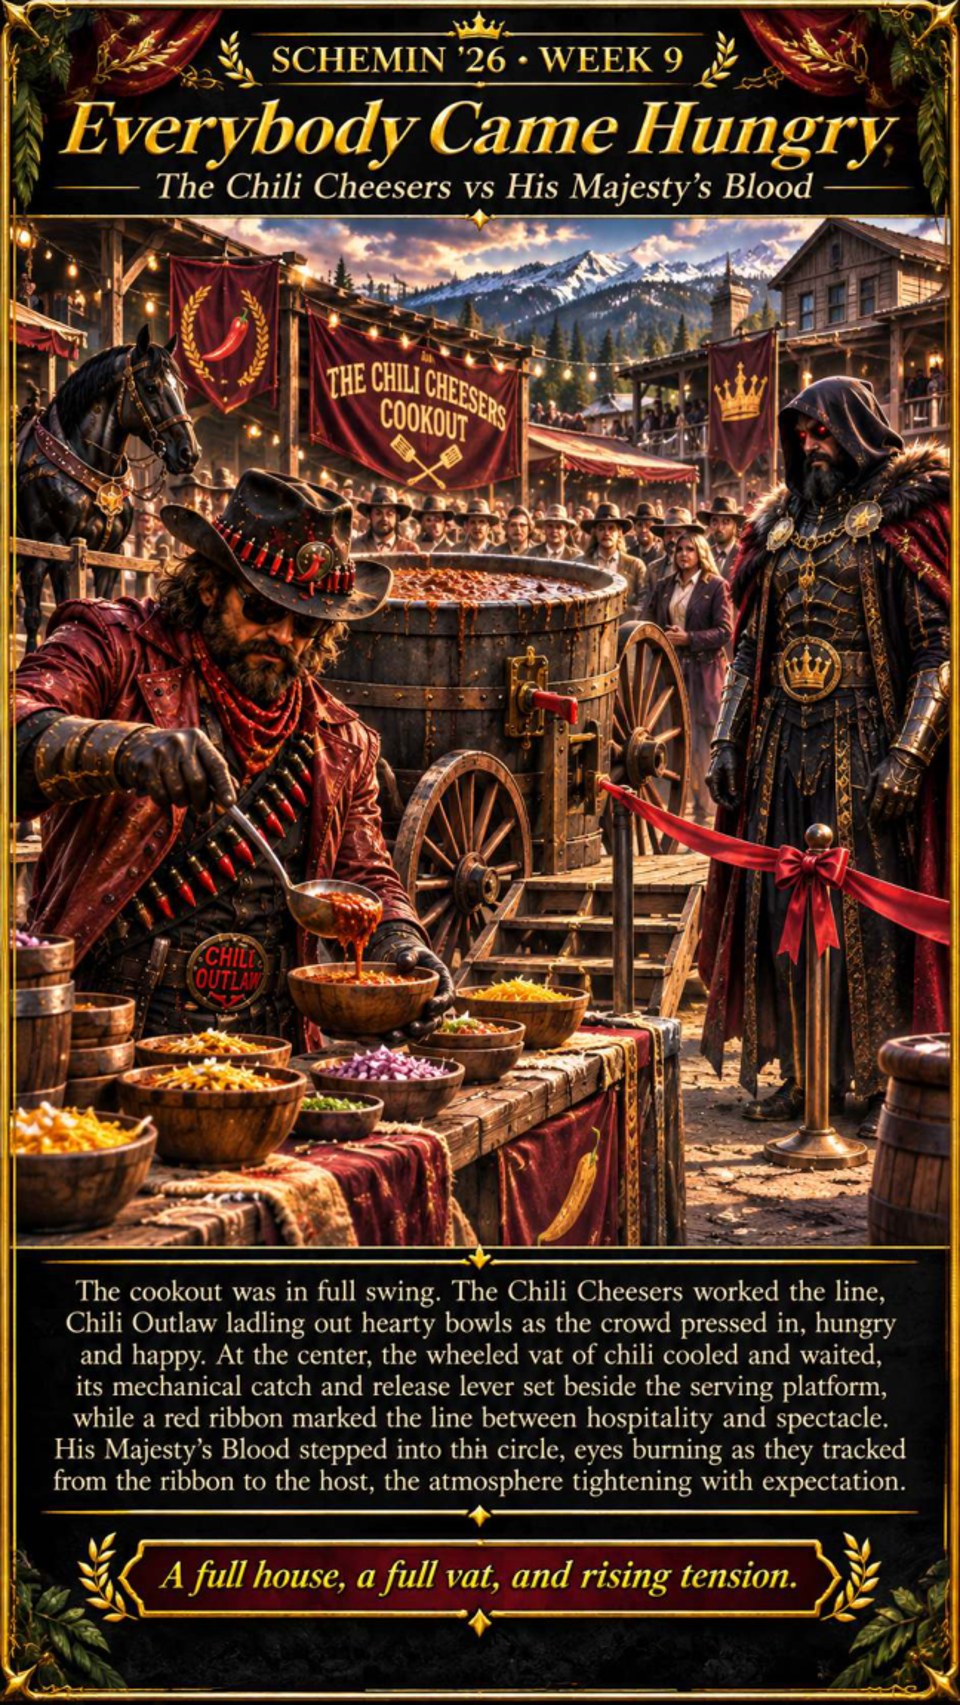 SCHEMIN '26 • WEEK 9
Everybody Came Hungry
The Chili Cheesers vs His Majesty's Blood
THE CHILI CHEESERS
COOKOUT
CHILI
OUTLAW
The cookout was in full swing. The Chili Cheesers worked the line,
Chili Outlaw ladling out hearty bowls as the crowd pressed in, hungry
and happy. At the center, the wheeled vat of chili cooled and waited,
its mechanical catch and release lever set beside the serving platform,
while a red ribbon marked the line between hospitality and spectacle.
His Majesty's Blood stepped into circle, eyes burning as they tracked
from the ribbon to the host, the atmosphere tightening with expectation.
A full house, a full vat, and rising tension.